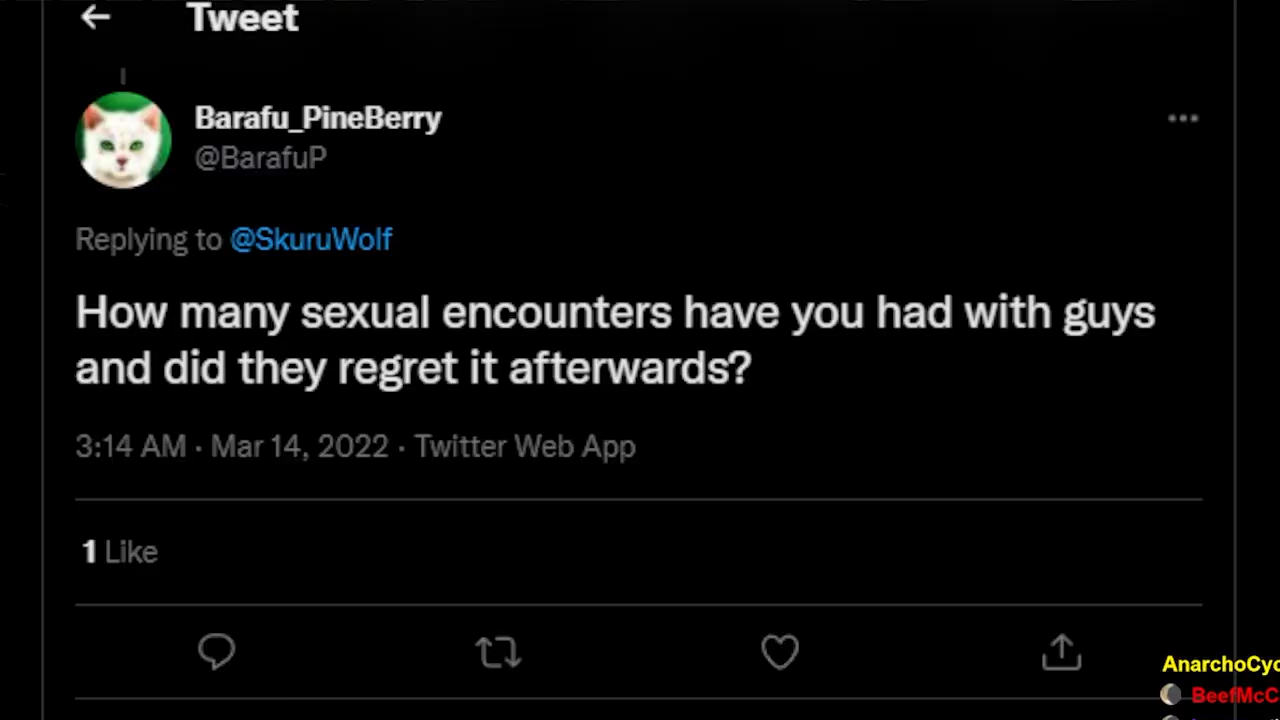 Tweet
Barafu_PineBerry
@BarafuP
Replying to @SkuruWolf
How many sexual encounters have you had with guys
and did they regret it afterwards?
3:14 AM · Mar 14, 2022 · Twitter Web App
1 Like